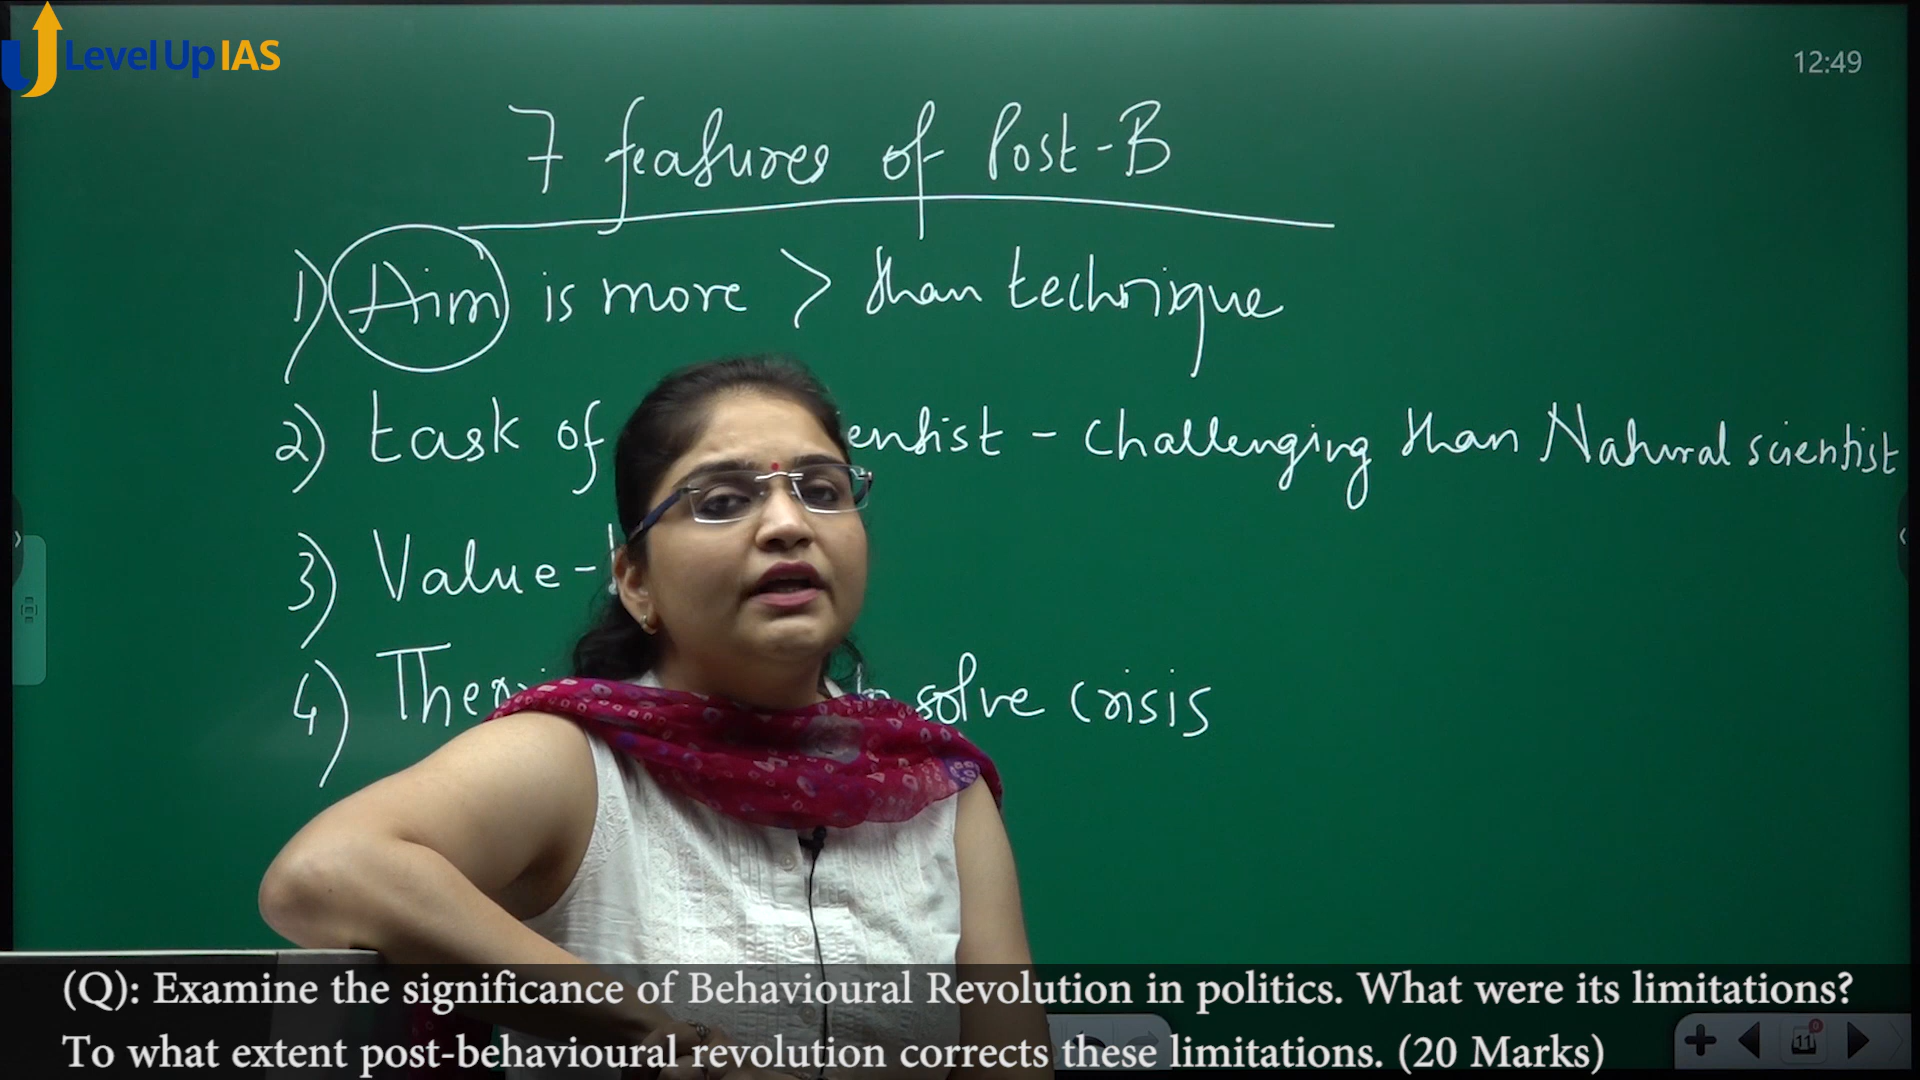 Level Up IAS
12:49
7 features of Post-B
1) Aim is more > than technique
2) task of entist - challenging than Natural scientist
3) Value-
4) to solve crisis
(Q): Examine the significance of Behavioural Revolution in politics. What were its limitations?
To what extent post-behavioural revolution corrects these limitations. (20 Marks)
11